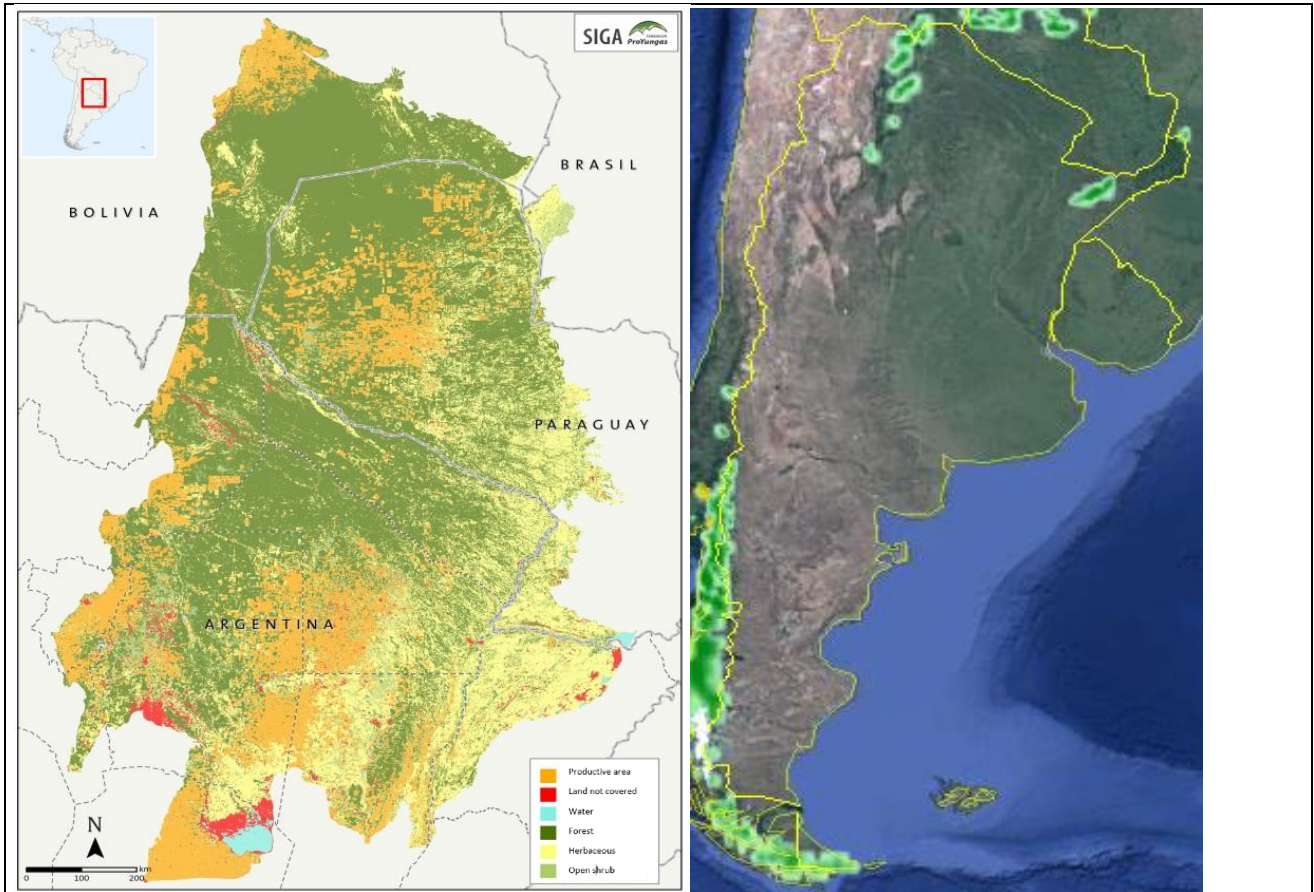 SIGA
FUNDACIÓN
ProYungas
BRASIL
BOLIVIA
PARAGUAY
ARGENTINA
Productive area
Land not covered
Water
Forest
Herbaceous
Open shrub
N
km
0 100 200